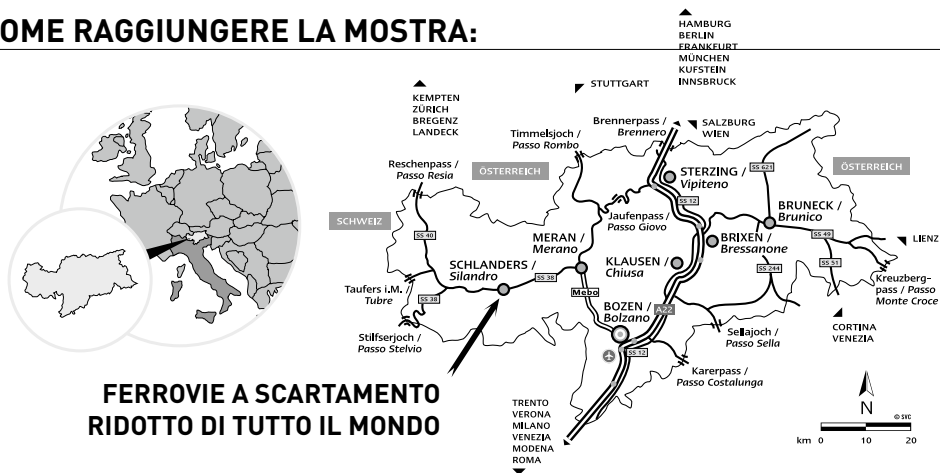 OME RAGGIUNGERE LA MOSTRA:
HAMBURG
BERLIN
FRANKFURT
MÜNCHEN
KUFSTEIN
INNSBRUCK
STUTTGART
KEMPTEN
ZÜRICH
BREGENZ
LANDECK
Timmelsjoch /
Passo Rombo
Brennerpass /
Brennero
SALZBURG
WIEN
Reschenpass /
Passo Resia
ÖSTERREICH
STERZING /
Vipiteno
SS 621
ÖSTERREICH
SS 12
SCHWEIZ
Jaufenpass /
Passo Giovo
BRUNECK /
Brunico
SS 40
MERAN /
Merano
BRIXEN /
Bressanone
SS 49
LIENZ
SCHLANDERS /
Silandro
SS 38
KLAUSEN /
Chiusa
SS 244
SS 51
Taufers i.M. /
Tubre
SS 38
Mebo
Kreuzberg-
pass / Passo
Monte Croce
BOZEN /
Bolzano
A22
Stilfserjoch /
Passo Stelvio
Sellajoch /
Passo Sella
CORTINA
VENEZIA
SS 12
Karerpass /
Passo Costalunga
FERROVIE A SCARTAMENTO
RIDOTTO DI TUTTO IL MONDO
TRENTO
VERONA
MILANO
VENEZIA
MODENA
ROMA
N
© SVC
km 0 10 20